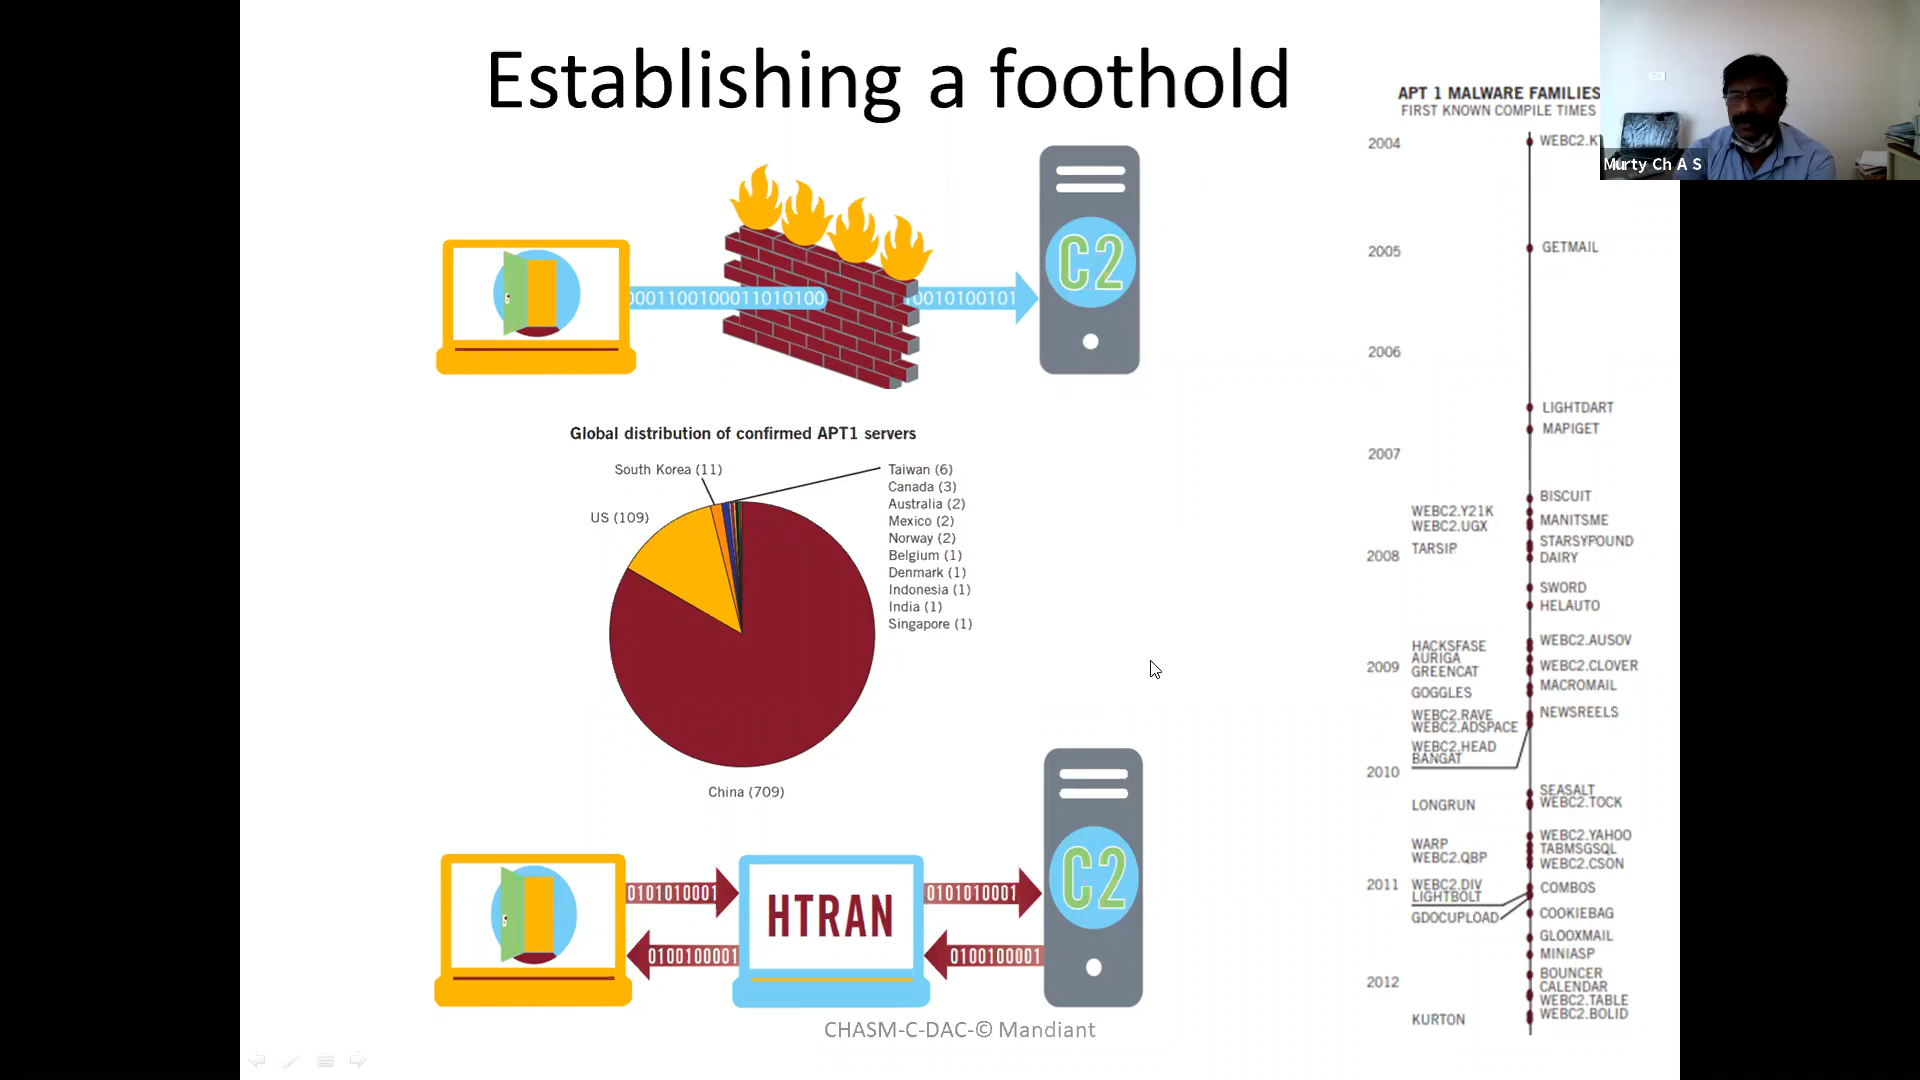 Establishing a foothold
APT 1 MALWARE FAMILIES
FIRST KNOWN COMPILE TIMES
Murty Ch A S
0001100100011010100
0010100101
C2
Global distribution of confirmed APT1 servers
South Korea (11)
US (109)
Taiwan (6)
Canada (3)
Australia (2)
Mexico (2)
Norway (2)
Belgium (1)
Denmark (1)
Indonesia (1)
India (1)
Singapore (1)
China (709)
0101010001
0100100001
HTRAN
0101010001
0100100001
C2
CHASM-C-DAC-© Mandiant
2004
WEBC2.K
2005
GETMAIL
2006
LIGHTDART
MAPIGET
2007
BISCUIT
WEBC2.Y21K
MANITSME
WEBC2.UGX
STARSYPOUND
TARSIP
2008
DAIRY
SWORD
HELAUTO
WEBC2.AUSOV
HACKSFASE
AURIGA
2009
WEBC2.CLOVER
GREENCAT
MACROMAIL
GOGGLES
NEWSREELS
WEBC2.RAVE
WEBC2.ADSPACE
WEBC2.HEAD
BANGAT
2010
SEASALT
WEBC2.TOCK
LONGRUN
WEBC2.YAHOO
WARP
TABMSGSQL
WEBC2.QBP
WEBC2.CSON
2011
WEBC2.DIV
COMBOS
LIGHTBOLT
COOKIEBAG
GDOCUPLOAD
GLOOXMAIL
MINIASP
BOUNCER
2012
CALENDAR
WEBC2.TABLE
WEBC2.BOLID
KURTON